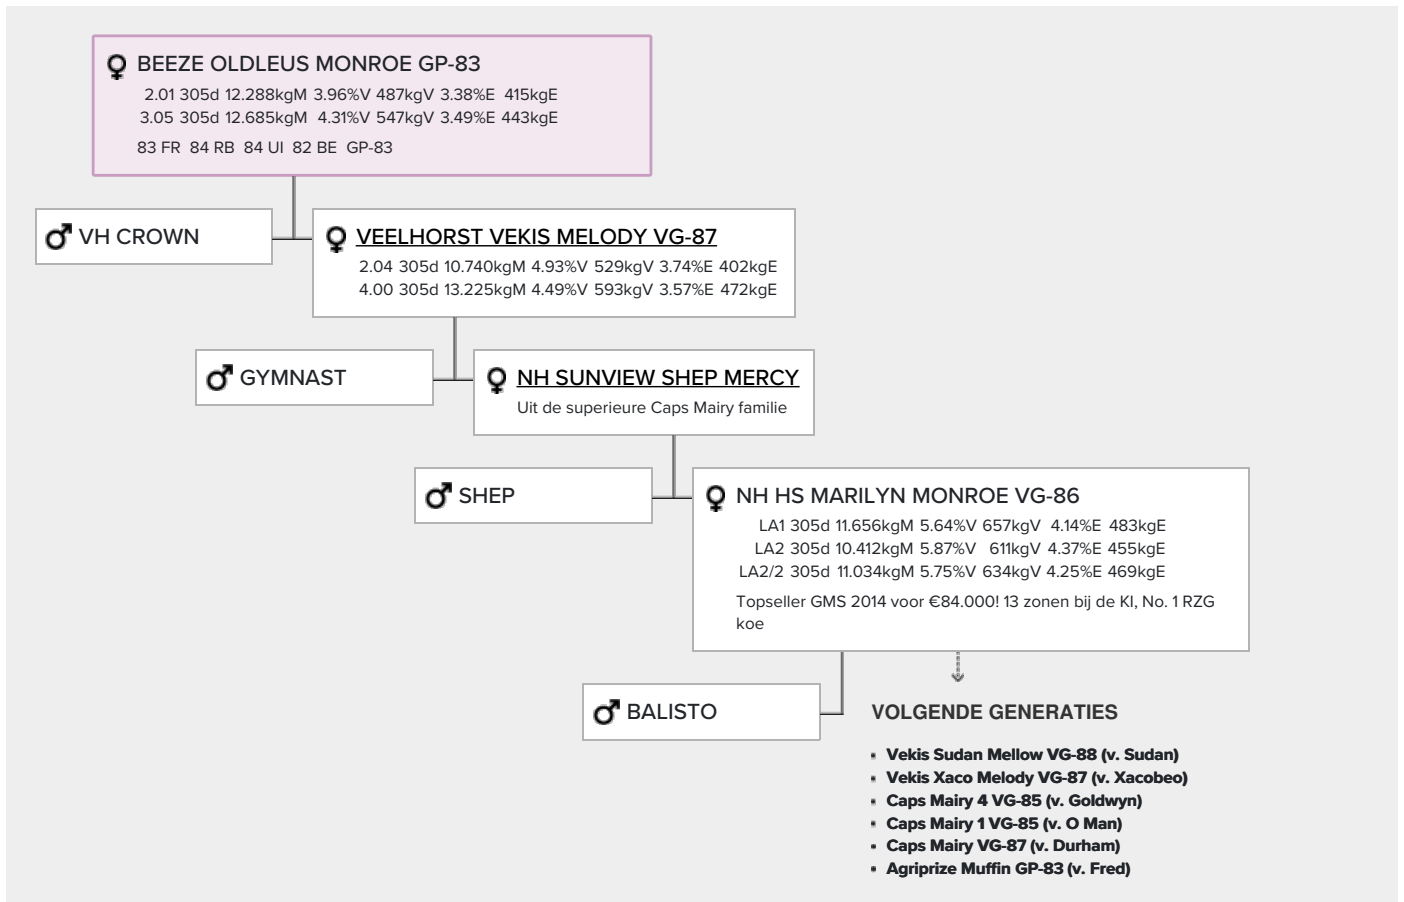 BEEZE OLDLEUS MONROE GP-83
2.01 305d 12.288kgM 3.96%V 487kgV 3.38%E 415kgE
3.05 305d 12.685kgM 4.31%V 547kgV 3.49%E 443kgE
83 FR 84 RB 84 UI 82 BE GP-83
VH CROWN
VEELHORST VEKIS MELODY VG-87
2.04 305d 10.740kgM 4.93%V 529kgV 3.74%E 402kgE
4.00 305d 13.225kgM 4.49%V 593kgV 3.57%E 472kgE
GYMNAST
NH SUNVIEW SHEP MERCY
Uit de superieure Caps Mairy familie
SHEP
NH HS MARILYN MONROE VG-86
LA1 305d 11.656kgM 5.64%V 657kgV 4.14%E 483kgE
LA2 305d 10.412kgM 5.87%V 611kgV 4.37%E 455kgE
LA2/2 305d 11.034kgM 5.75%V 634kgV 4.25%E 469kgE
Topseller GMS 2014 voor €84.000! 13 zonen bij de KI, No. 1 RZG
koe
BALISTO
VOLGENDE GENERATIES
▪ Vekis Sudan Mellow VG-88 (v. Sudan)
▪ Vekis Xaco Melody VG-87 (v. Xacobeo)
▪ Caps Mairy 4 VG-85 (v. Goldwyn)
▪ Caps Mairy 1 VG-85 (v. O Man)
▪ Caps Mairy VG-87 (v. Durham)
▪ Agriprize Muffin GP-83 (v. Fred)